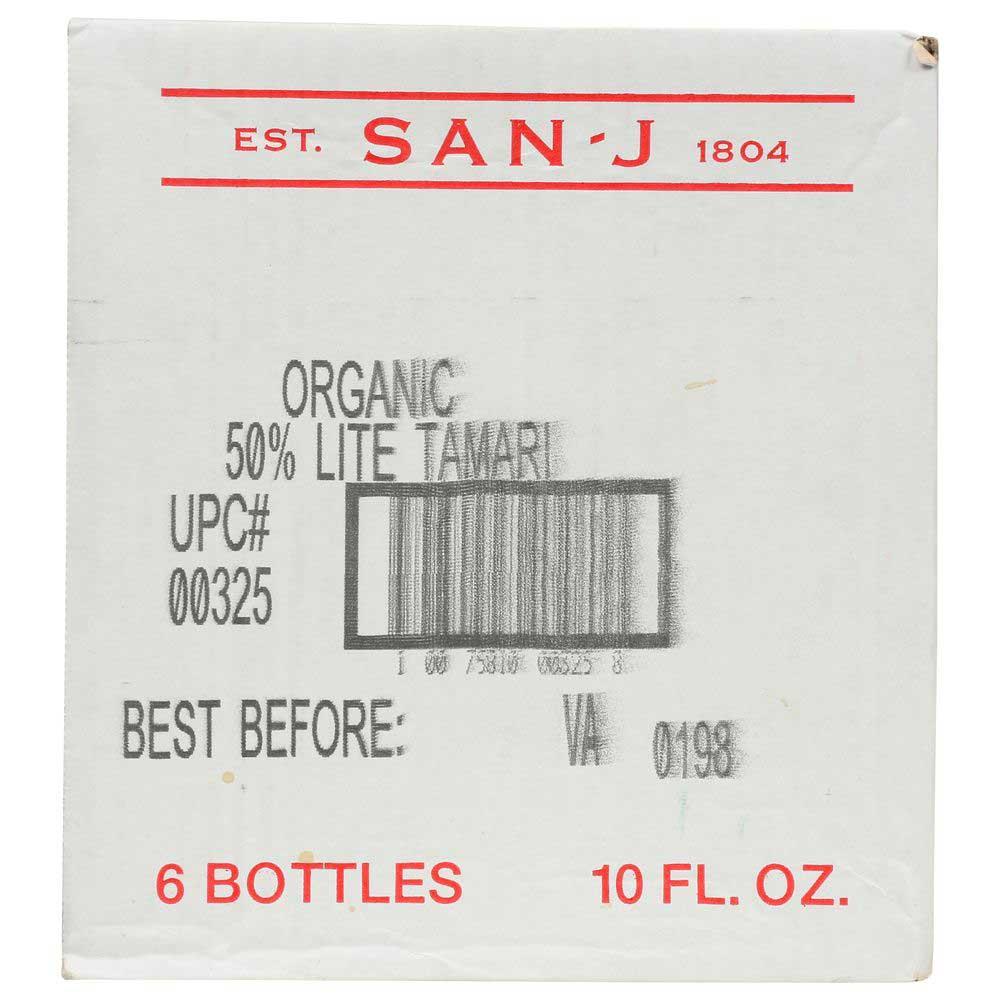 EST. SAN-J 1804
ORGANIC
50% LITE TAMARI
UPC#
00325
1 00 75810 00325 8
BEST BEFORE: VA 0198
6 BOTTLES 10 FL. OZ.